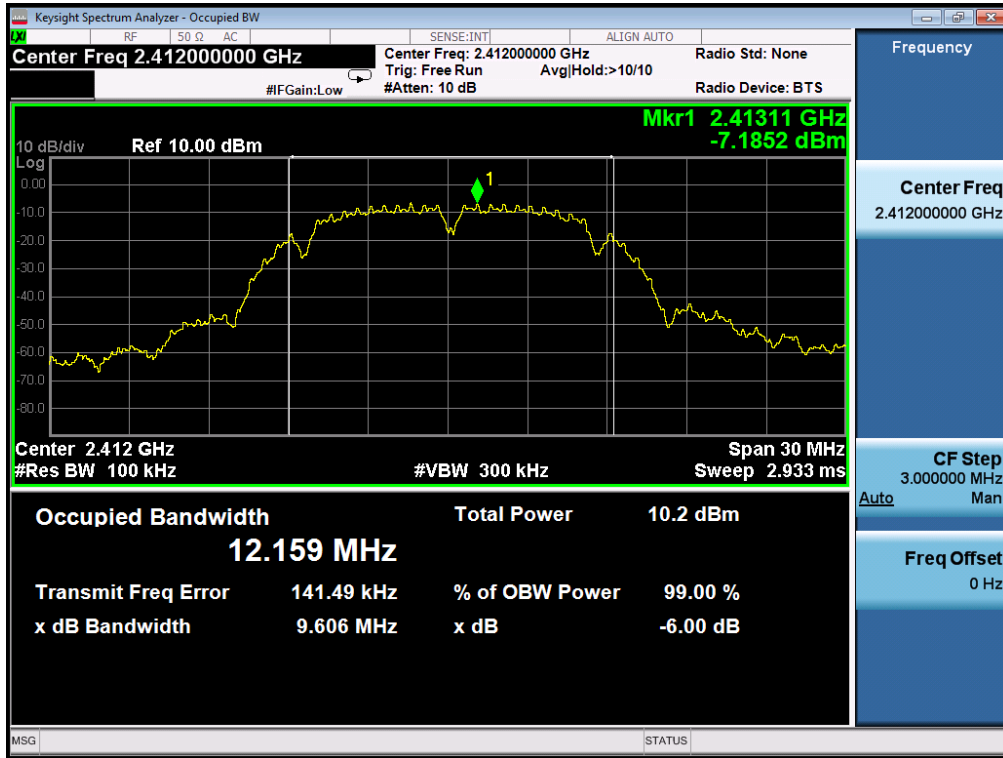 Keysight Spectrum Analyzer - Occupied BW
LXI RF 50 Ω AC SENSE:INT ALIGN AUTO
Center Freq 2.412000000 GHz
Center Freq: 2.412000000 GHz Radio Std: None
Trig: Free Run Avg|Hold:>10/10
#IFGain:Low #Atten: 10 dB Radio Device: BTS
Mkr1 2.41311 GHz
-7.1852 dBm
10 dB/div Ref 10.00 dBm
Log
0.00
1
-10.0
-20.0
-30.0
-40.0
-50.0
-60.0
-70.0
-80.0
Center 2.412 GHz Span 30 MHz
#Res BW 100 kHz #VBW 300 kHz Sweep 2.933 ms
Occupied Bandwidth Total Power 10.2 dBm
12.159 MHz
Transmit Freq Error 141.49 kHz % of OBW Power 99.00 %
x dB Bandwidth 9.606 MHz x dB -6.00 dB
MSG STATUS
Frequency
Center Freq
2.412000000 GHz
CF Step
3.000000 MHz
Auto Man
Freq Offset
0 Hz